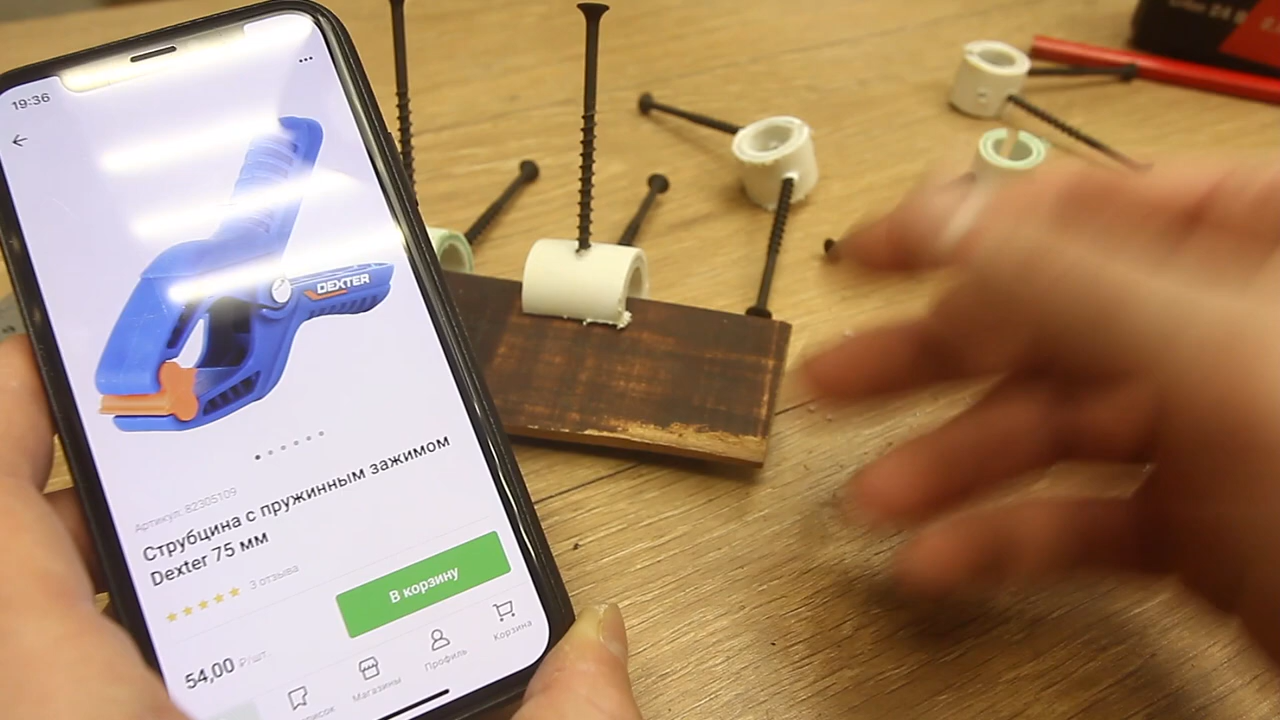 19:36
DEXTER
Артикул: 82305109
Струбцина с пружинным зажимом
Dexter 75 мм
3 отзыва
В корзину
54,00 ₽/шт.
Магазины
Профиль
Корзина